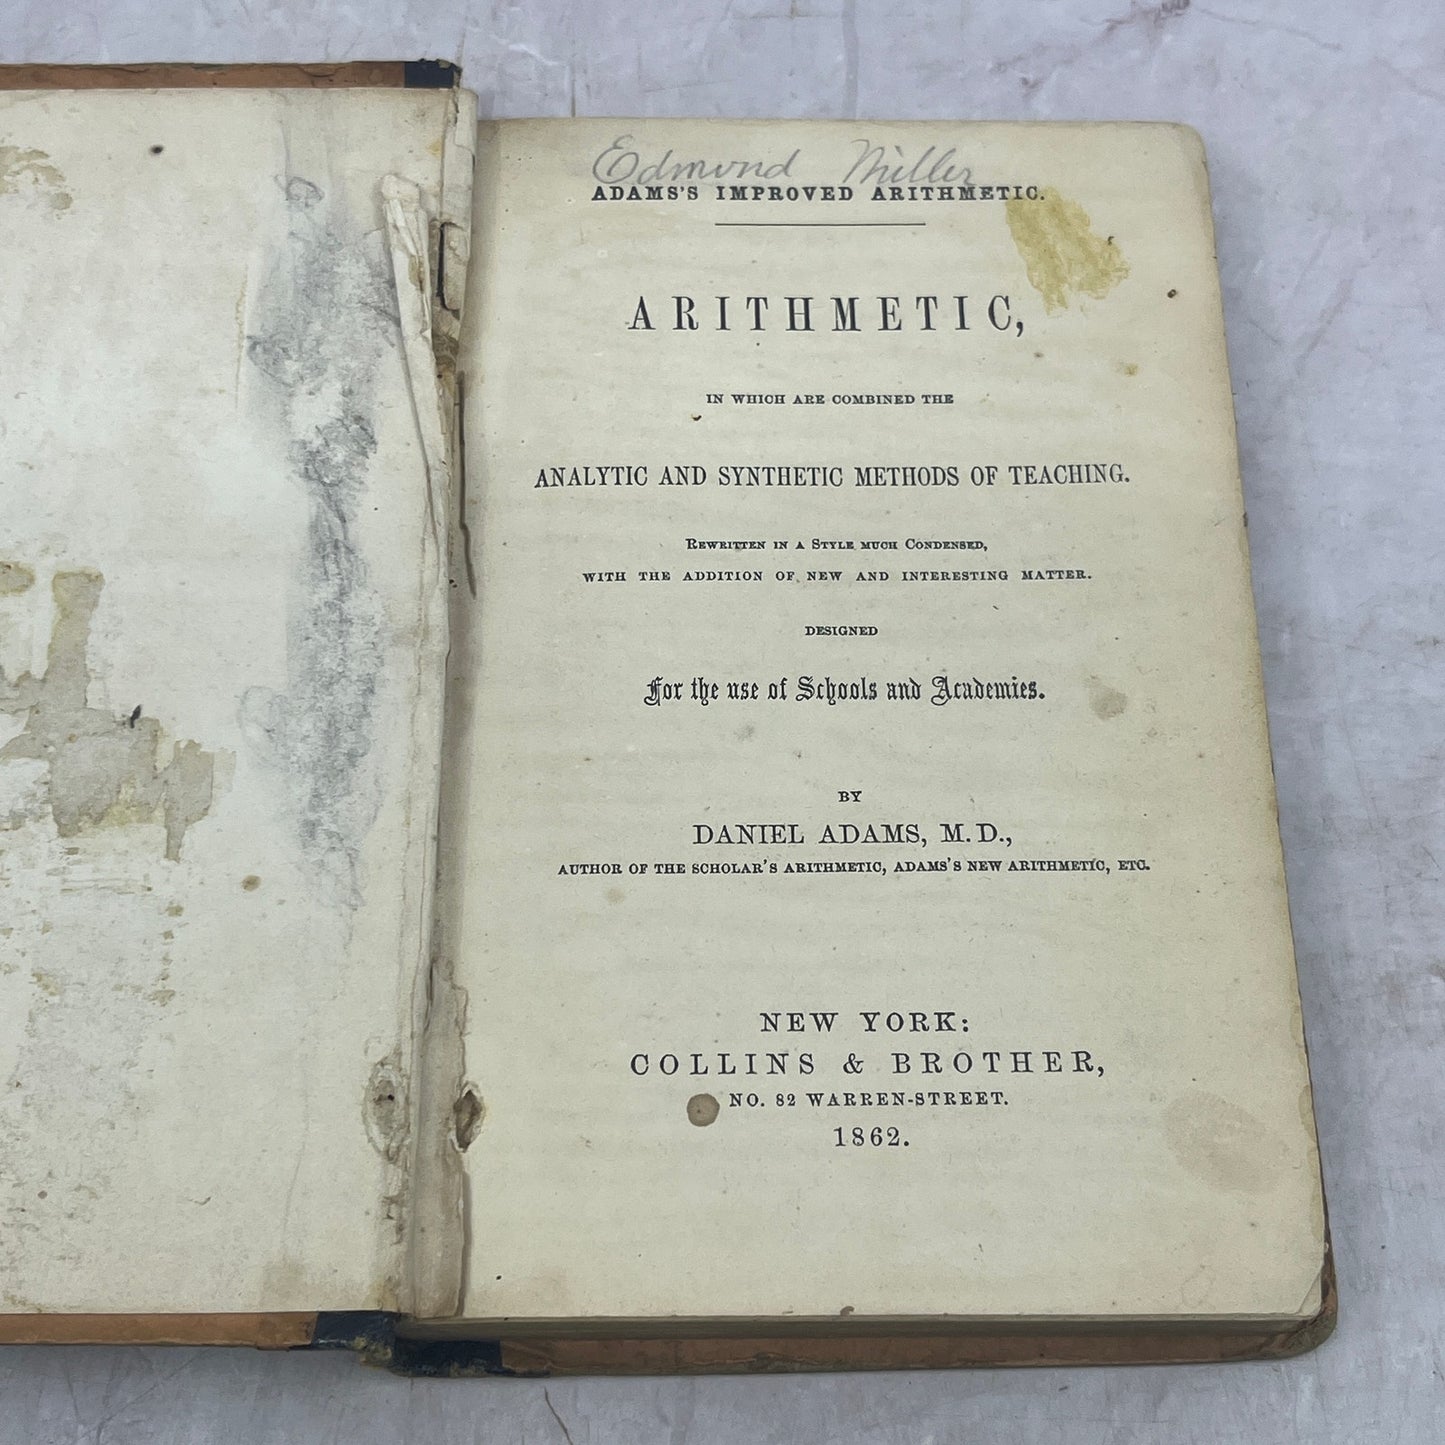 Edmond Miller
ADAMS'S IMPROVED ARITHMETIC.
ARITHMETIC,
IN WHICH ARE COMBINED THE
ANALYTIC AND SYNTHETIC METHODS OF TEACHING.
REWRITTEN IN A STYLE MUCH CONDENSED,
WITH THE ADDITION OF NEW AND INTERESTING MATTER.
DESIGNED
For the use of Schools and Academies.
BY
DANIEL ADAMS, M.D.,
AUTHOR OF THE SCHOLAR'S ARITHMETIC, ADAMS'S NEW ARITHMETIC, ETC.
NEW YORK:
COLLINS & BROTHER,
NO. 82 WARREN-STREET.
1862.